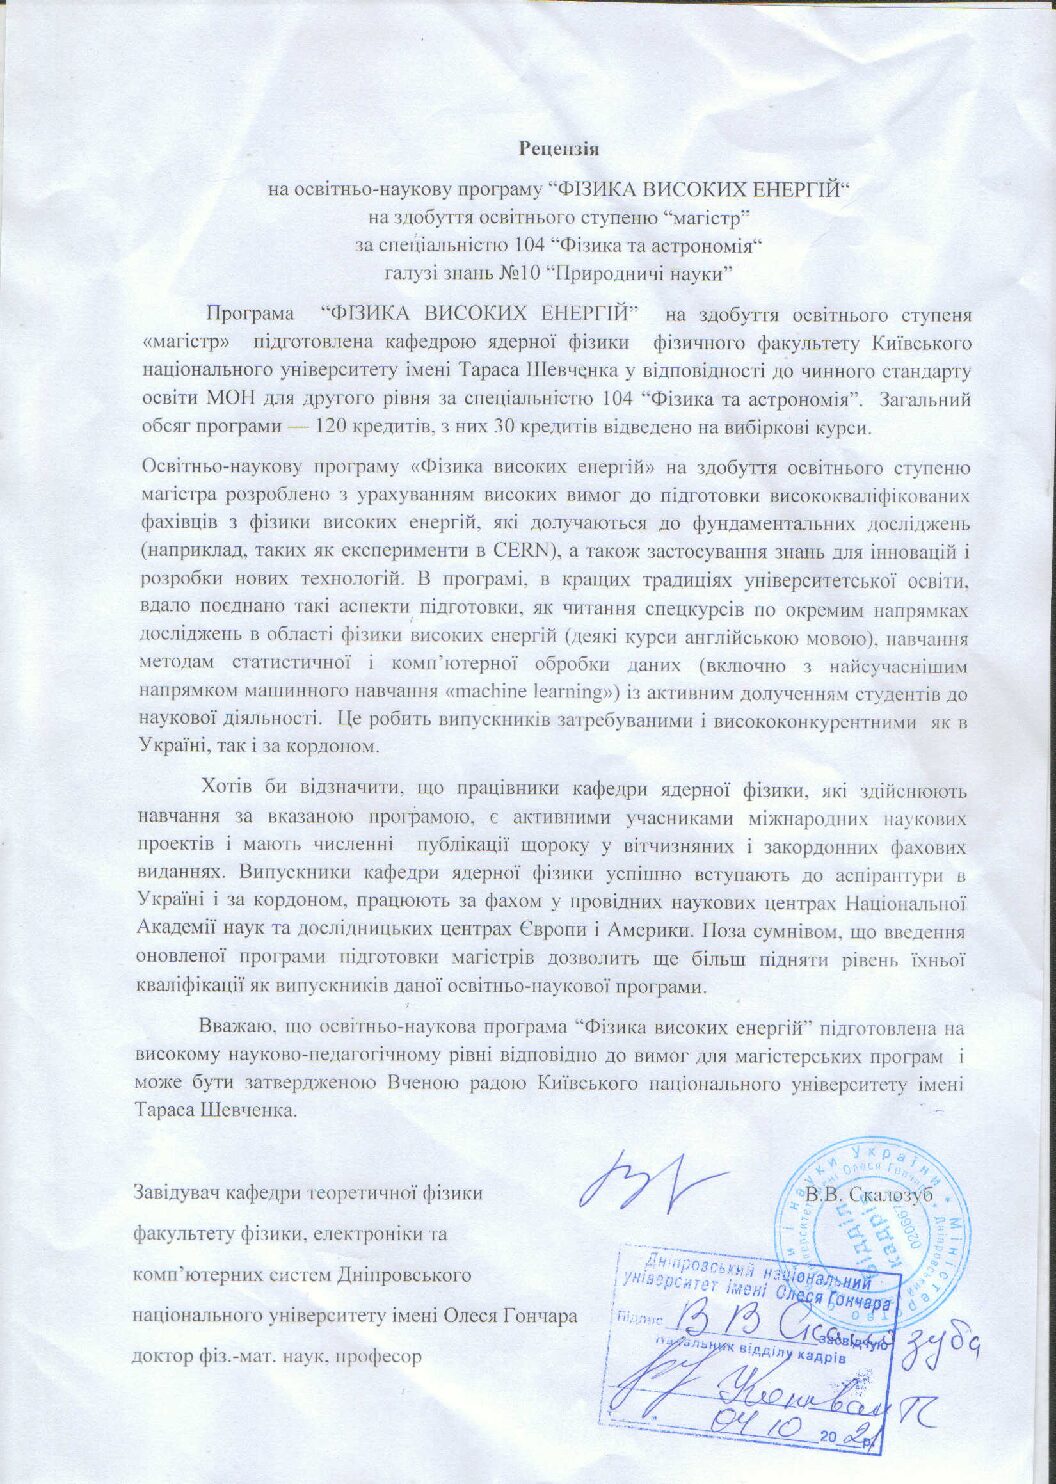 Рецензія
на освітньо-наукову програму “ФІЗИКА ВИСОКИХ ЕНЕРГІЙ“
на здобуття освітнього ступеню “магістр”
за спеціальністю 104 “Фізика та астрономія“
галузі знань №10 “Природничі науки”
Програма “ФІЗИКА ВИСОКИХ ЕНЕРГІЙ” на здобуття освітнього ступеня
«магістр» підготовлена кафедрою ядерної фізики фізичного факультету Київського
національного університету імені Тараса Шевченка у відповідності до чинного стандарту
освіти МОН для другого рівня за спеціальністю 104 “Фізика та астрономія”. Загальний
обсяг програми — 120 кредитів, з них 30 кредитів відведено на вибіркові курси.
Освітньо-наукову програму «Фізика високих енергій» на здобуття освітнього ступеню
магістра розроблено з урахуванням високих вимог до підготовки висококваліфікованих
фахівців з фізики високих енергій, які долучаються до фундаментальних досліджень
(наприклад, таких як експерименти в CERN), а також застосування знань для інновацій і
розробки нових технологій. В програмі, в кращих традиціях університетської освіти,
вдало поєднано такі аспекти підготовки, як читання спецкурсів по окремим напрямках
досліджень в області фізики високих енергій (деякі курси англійською мовою), навчання
методам статистичної і комп’ютерної обробки даних (включно з найсучаснішим
напрямком машинного навчання «machine learning») із активним долученням студентів до
наукової діяльності. Це робить випускників затребуваними і висококонкурентними як в
Україні, так і за кордоном.
Хотів би відзначити, що працівники кафедри ядерної фізики, які здійснюють
навчання за вказаною програмою, є активними учасниками міжнародних наукових
проектів і мають численні публікації щороку у вітчизняних і закордонних фахових
виданнях. Випускники кафедри ядерної фізики успішно вступають до аспірантури в
Україні і за кордоном, працюють за фахом у провідних наукових центрах Національної
Академії наук та дослідницьких центрах Європи і Америки. Поза сумнівом, що введення
оновленої програми підготовки магістрів дозволить ще більш підняти рівень їхньої
кваліфікації як випускників даної освітньо-наукової програми.
Вважаю, що освітньо-наукова програма “Фізика високих енергій” підготовлена на
високому науково-педагогічному рівні відповідно до вимог для магістерських програм і
може бути затвердженою Вченою радою Київського національного університету імені
Тараса Шевченка.
Завідувач кафедри теоретичної фізики
В.В. Скалозуб
факультету фізики, електроніки та
комп’ютерних систем Дніпровського
національного університету імені Олеся Гончара
доктор фіз.-мат. наук, професор
відділ
кадрів
Дніпровський національний
університет імені Олеся Гончара
Підпис В В Скалозуба засвідчую
Начальник відділу кадрів
04 10 2021 р.